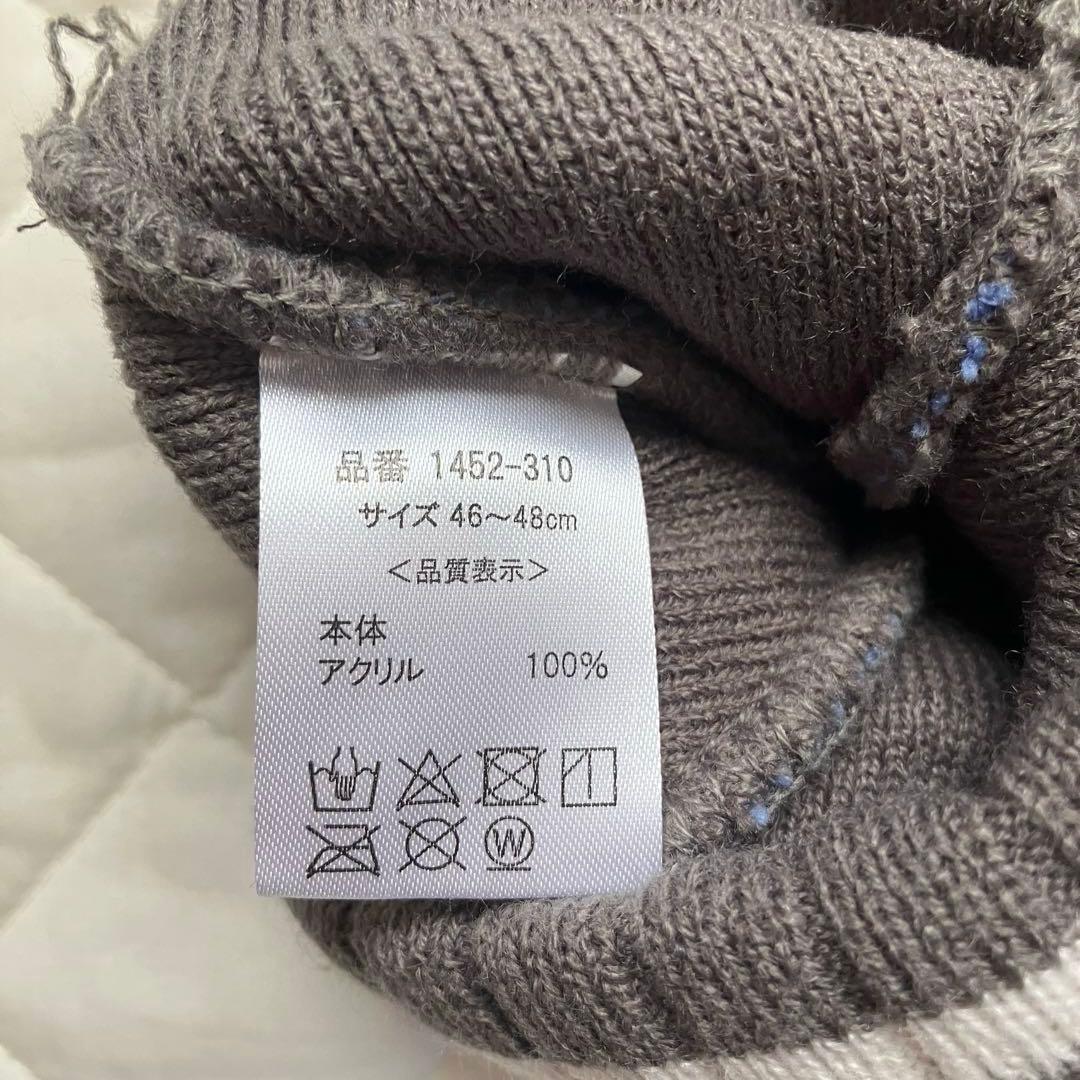 品番 1452-310
サイズ 46～48cm
＜品質表示＞
本体
アクリル 100%
W